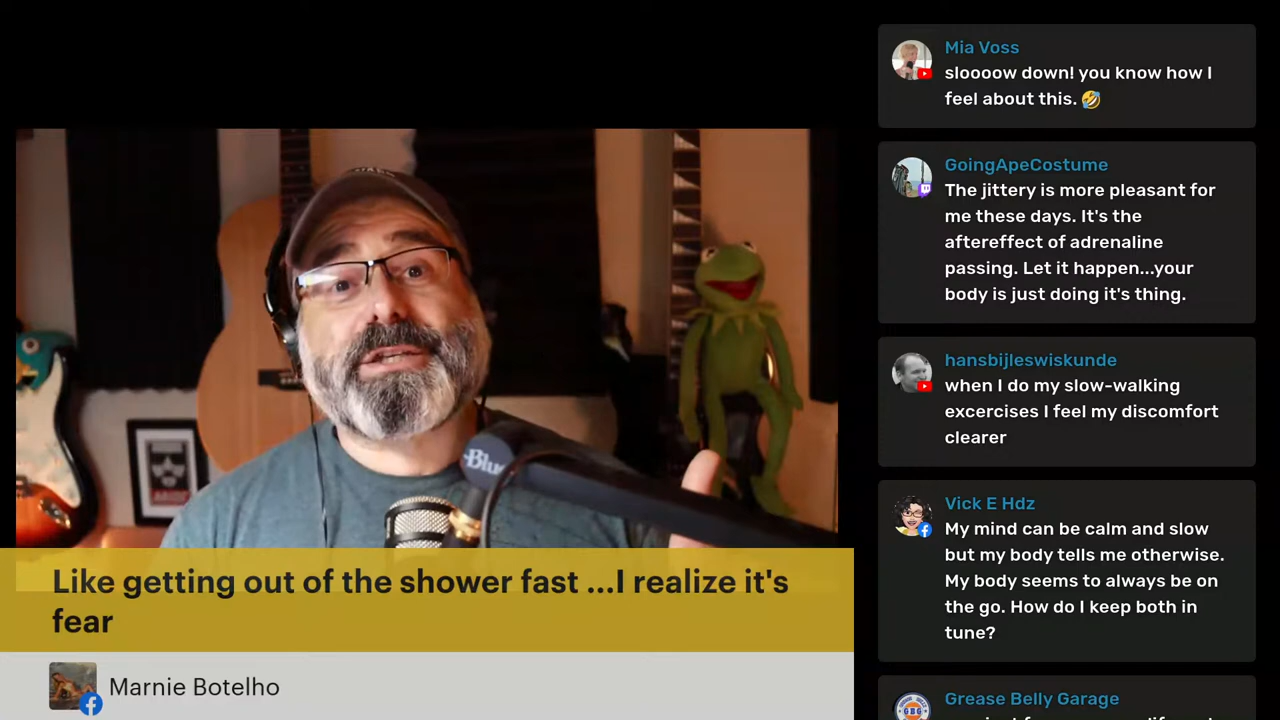 Like getting out of the shower fast ...I realize it's
fear
Marnie Botelho
Blue
Mia Voss
sloooow down! you know how I
feel about this. 🤣
GoingApeCostume
The jittery is more pleasant for
me these days. It's the
aftereffect of adrenaline
passing. Let it happen...your
body is just doing it's thing.
hansbijleswiskunde
when I do my slow-walking
excercises I feel my discomfort
clearer
Vick E Hdz
My mind can be calm and slow
but my body tells me otherwise.
My body seems to always be on
the go. How do I keep both in
tune?
Grease Belly Garage
GBG